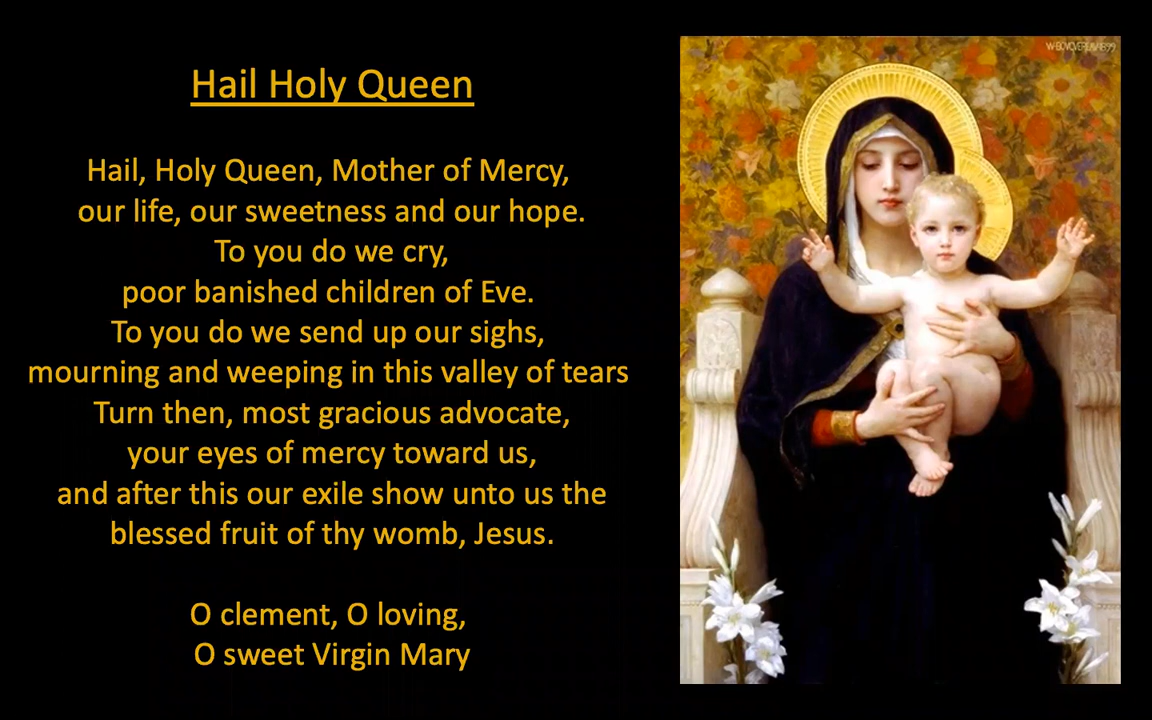 Hail Holy Queen
Hail, Holy Queen, Mother of Mercy,
our life, our sweetness and our hope.
To you do we cry,
poor banished children of Eve.
To you do we send up our sighs,
mourning and weeping in this valley of tears
Turn then, most gracious advocate,
your eyes of mercy toward us,
and after this our exile show unto us the
blessed fruit of thy womb, Jesus.
O clement, O loving,
O sweet Virgin Mary